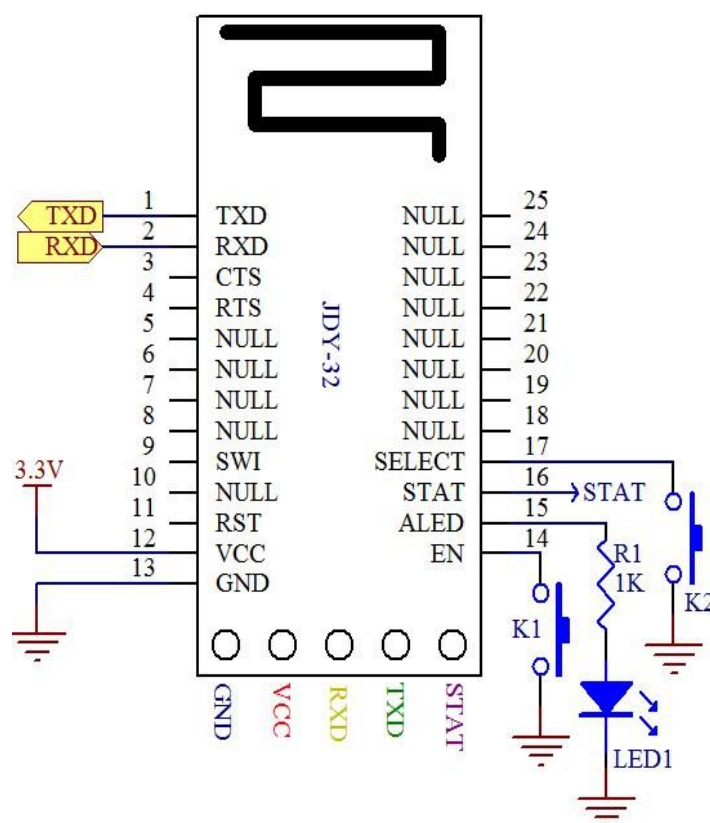 TXD 1 TXD NULL 25
RXD 2 RXD NULL 24
3 CTS NULL 23
4 RTS NULL 22
5 NULL NULL 21
6 NULL NULL 20
7 NULL NULL 19
8 NULL NULL 18
9 SWI SELECT 17
3.3V 10 NULL STAT 16 STAT
11 RST ALED 15
12 VCC EN 14
13 GND
JDY-32
R1
1K
K2
K1
LED1
GND VCC RXD TXD STAT